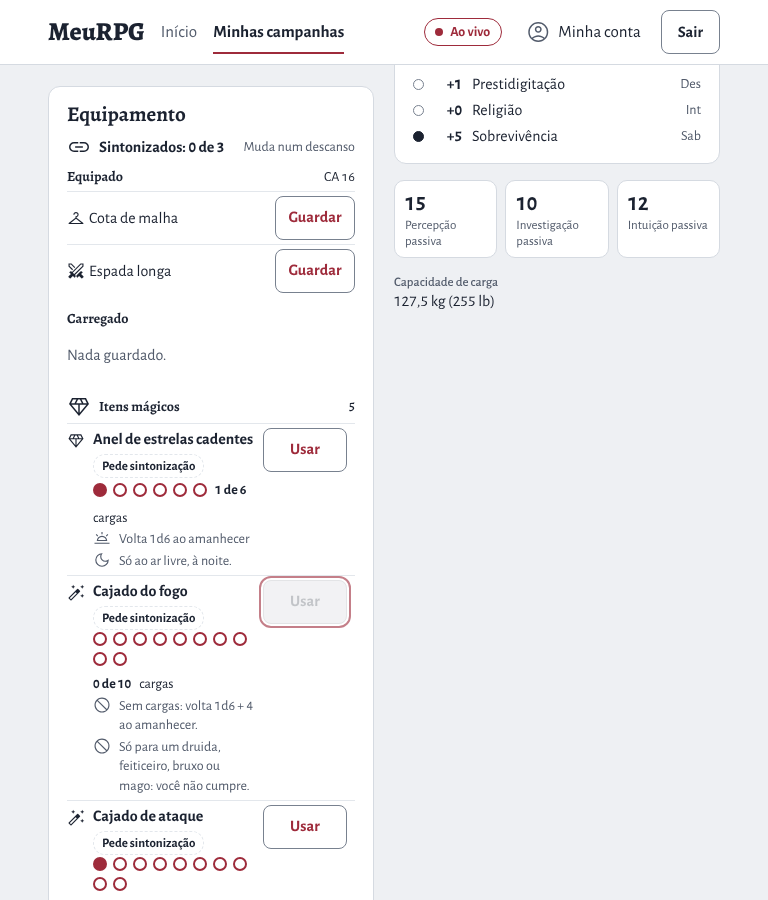 MeuRPG Início Minhas campanhas Ao vivo Minha conta Sair
Equipamento
Sintonizados: 0 de 3 Muda num descanso
Equipado CA 16
Cota de malha Guardar
Espada longa Guardar
Carregado
Nada guardado.
Itens mágicos 5
Anel de estrelas cadentes Usar
Pede sintonização
1 de 6
cargas
Volta 1d6 ao amanhecer
Só ao ar livre, à noite.
Cajado do fogo Usar
Pede sintonização
0 de 10 cargas
Sem cargas: volta 1d6 + 4
ao amanhecer.
Só para um druida,
feiticeiro, bruxo ou
mago: você não cumpre.
Cajado de ataque Usar
Pede sintonização
+1 Prestidigitação Des
+0 Religião Int
+5 Sobrevivência Sab
15 10 12
Percepção Investigação Intuição passiva
passiva passiva
Capacidade de carga
127,5 kg (255 lb)